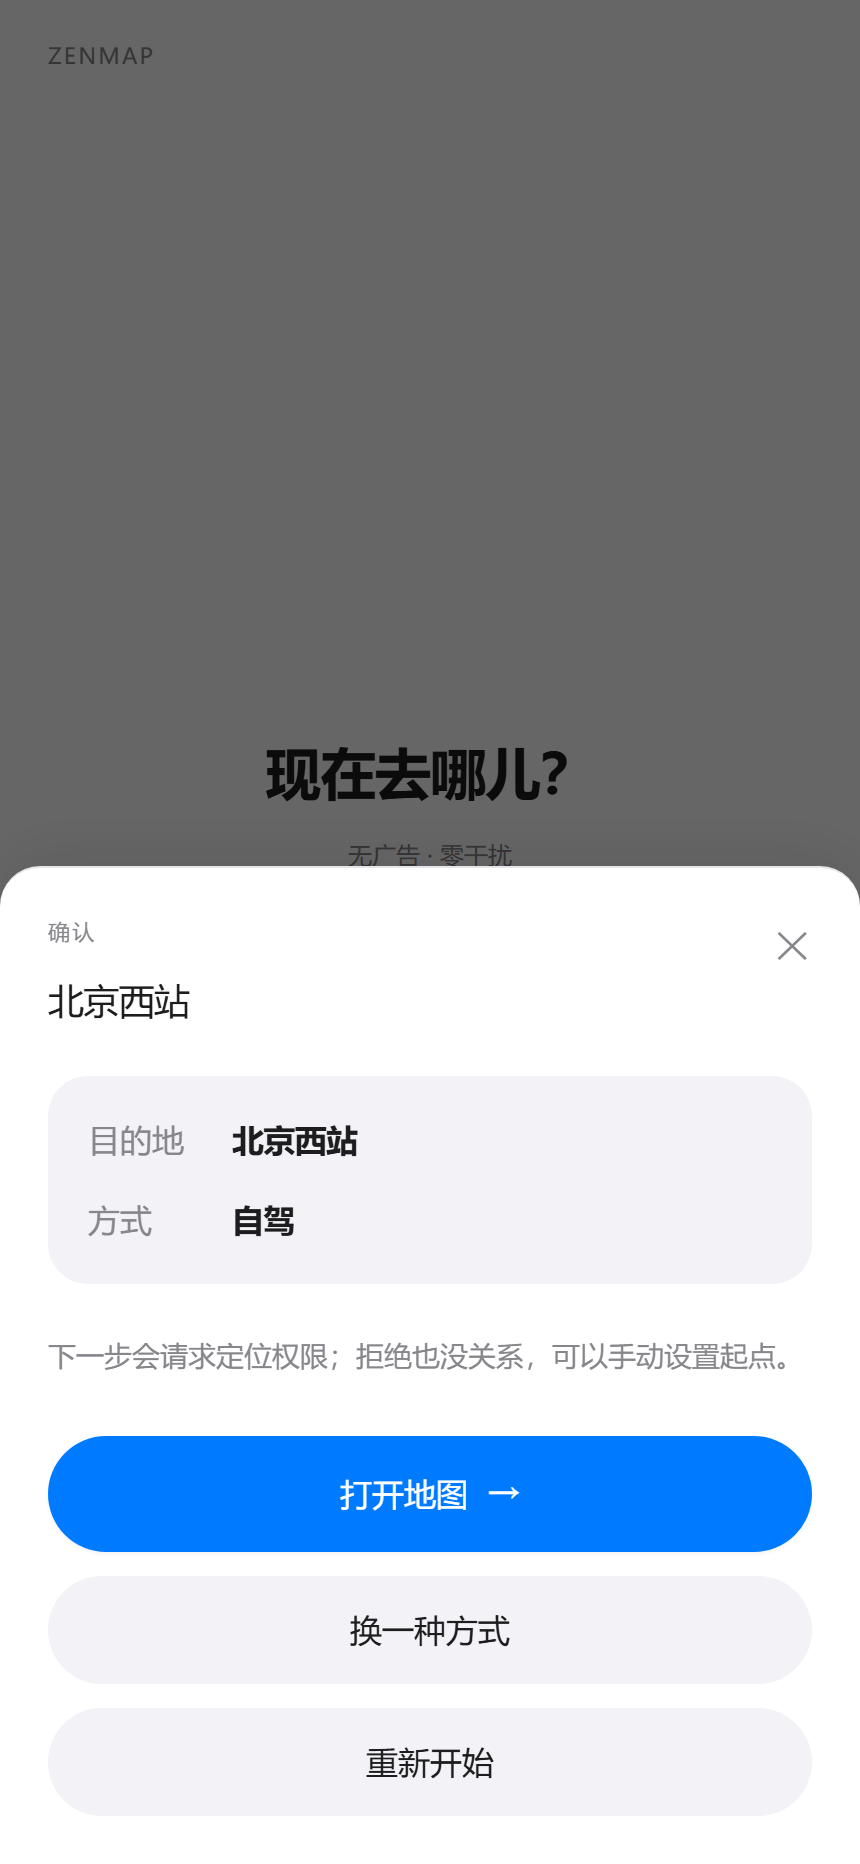 ZENMAP
现在去哪儿？
无广告 · 零干扰
确认
北京西站
目的地 北京西站
方式 自驾
下一步会请求定位权限；拒绝也没关系，可以手动设置起点。
打开地图 →
换一种方式
重新开始